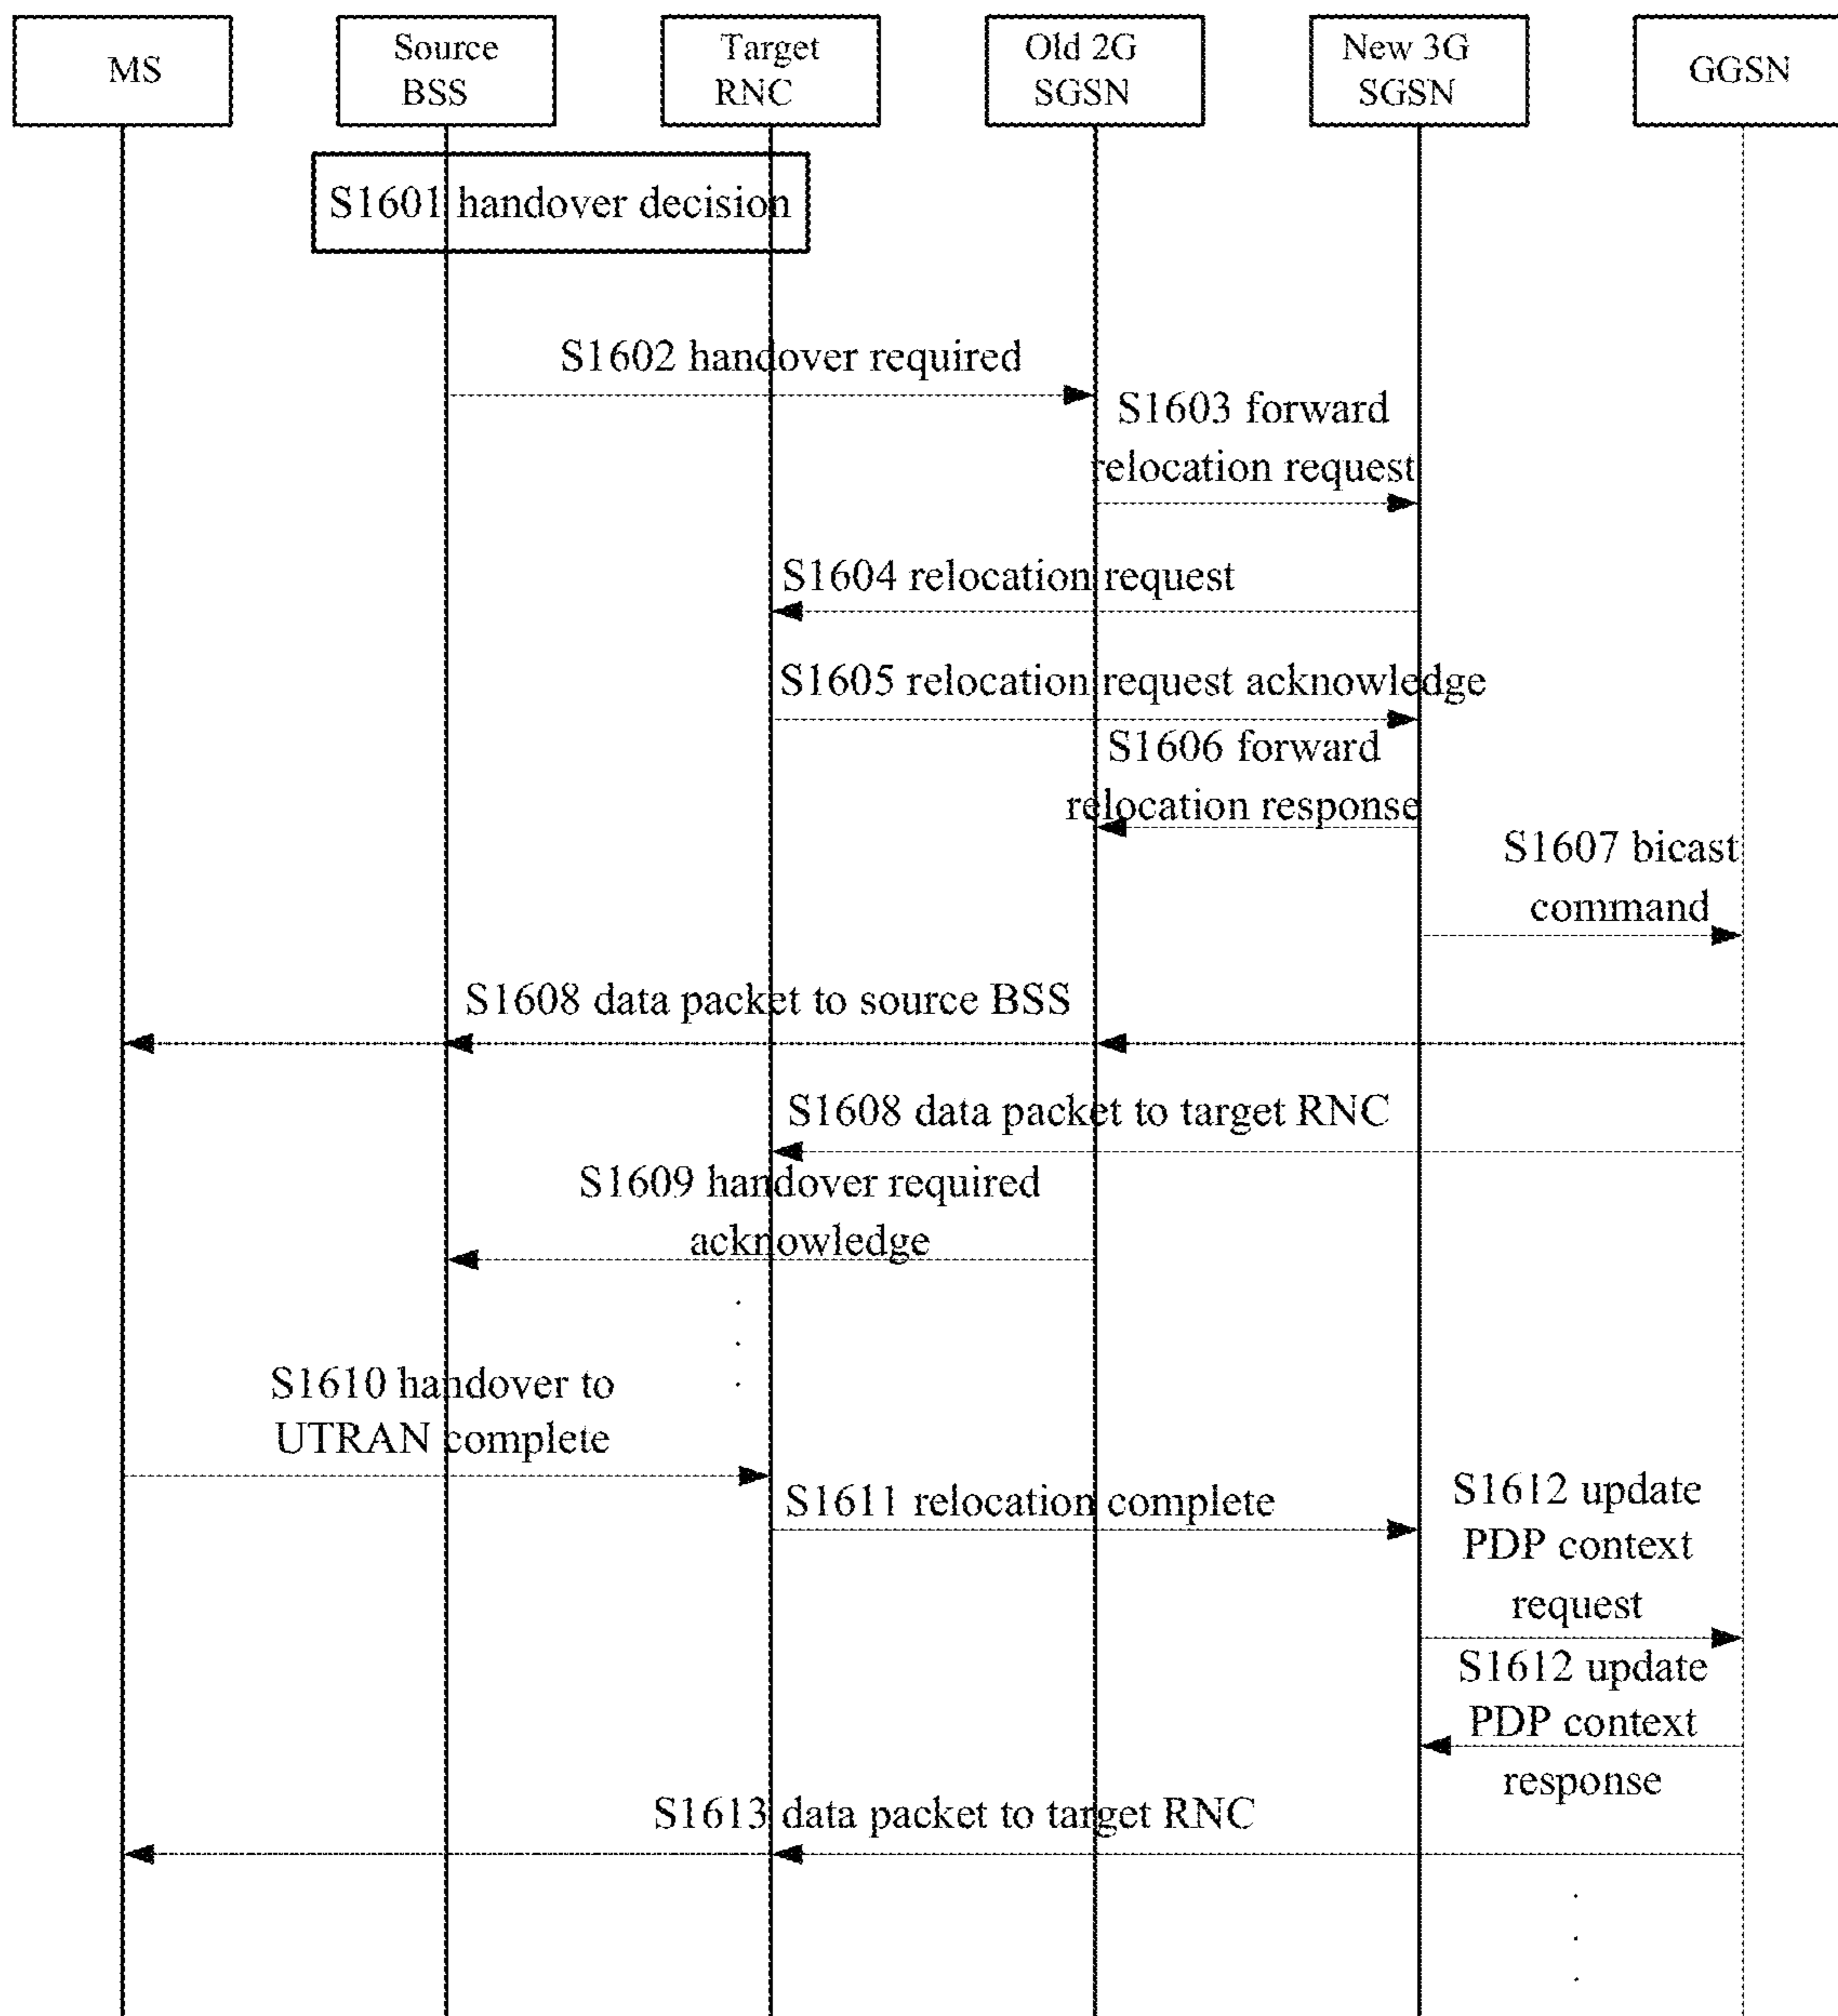 MS
Source
BSS
Target
RNC
Old 2G
SGSN
New 3G
SGSN
GGSN
S1601 handover decision
S1602 handover required
S1603 forward
relocation request
S1604 relocation request
S1605 relocation request acknowledge
S1606 forward
relocation response
S1607 bicast
command
S1608 data packet to source BSS
S1608 data packet to target RNC
S1609 handover required
acknowledge
S1610 handover to
UTRAN complete
S1611 relocation complete
S1612 update
PDP context
request
S1612 update
PDP context
response
S1613 data packet to target RNC